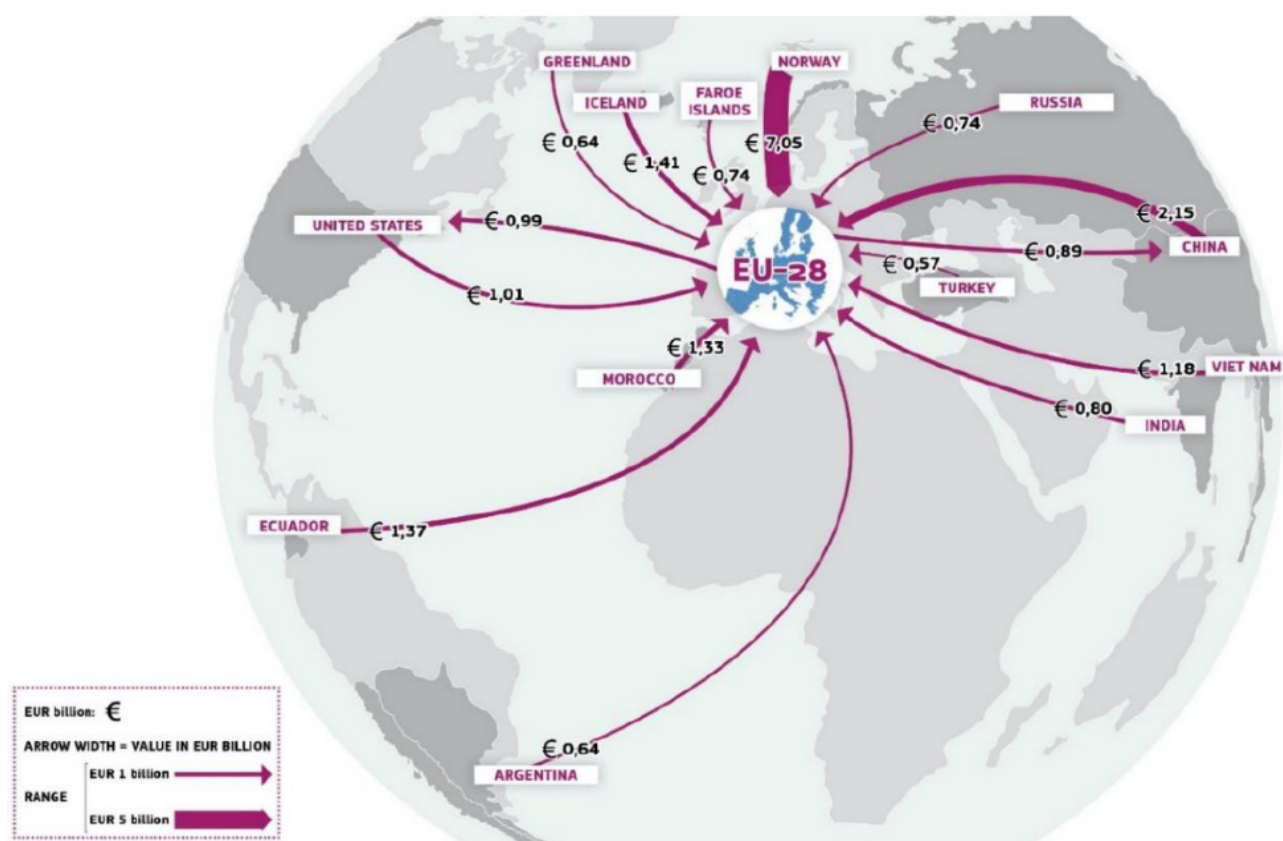 GREENLAND
NORWAY
ICELAND
FAROE
ISLANDS
RUSSIA
€ 0,64
€ 1,41
€ 0,74
€ 7,05
€ 0,74
UNITED STATES
€ 0,99
€ 2,15
CHINA
EU-28
€ 0,89
€ 0,57
TURKEY
€ 1,01
€ 1,33
MOROCCO
€ 1,18
VIET NAM
€ 0,80
INDIA
ECUADOR
€ 1,37
€ 0,64
ARGENTINA
EUR billion: €
ARROW WIDTH = VALUE IN EUR BILLION
RANGE
EUR 1 billion
EUR 5 billion